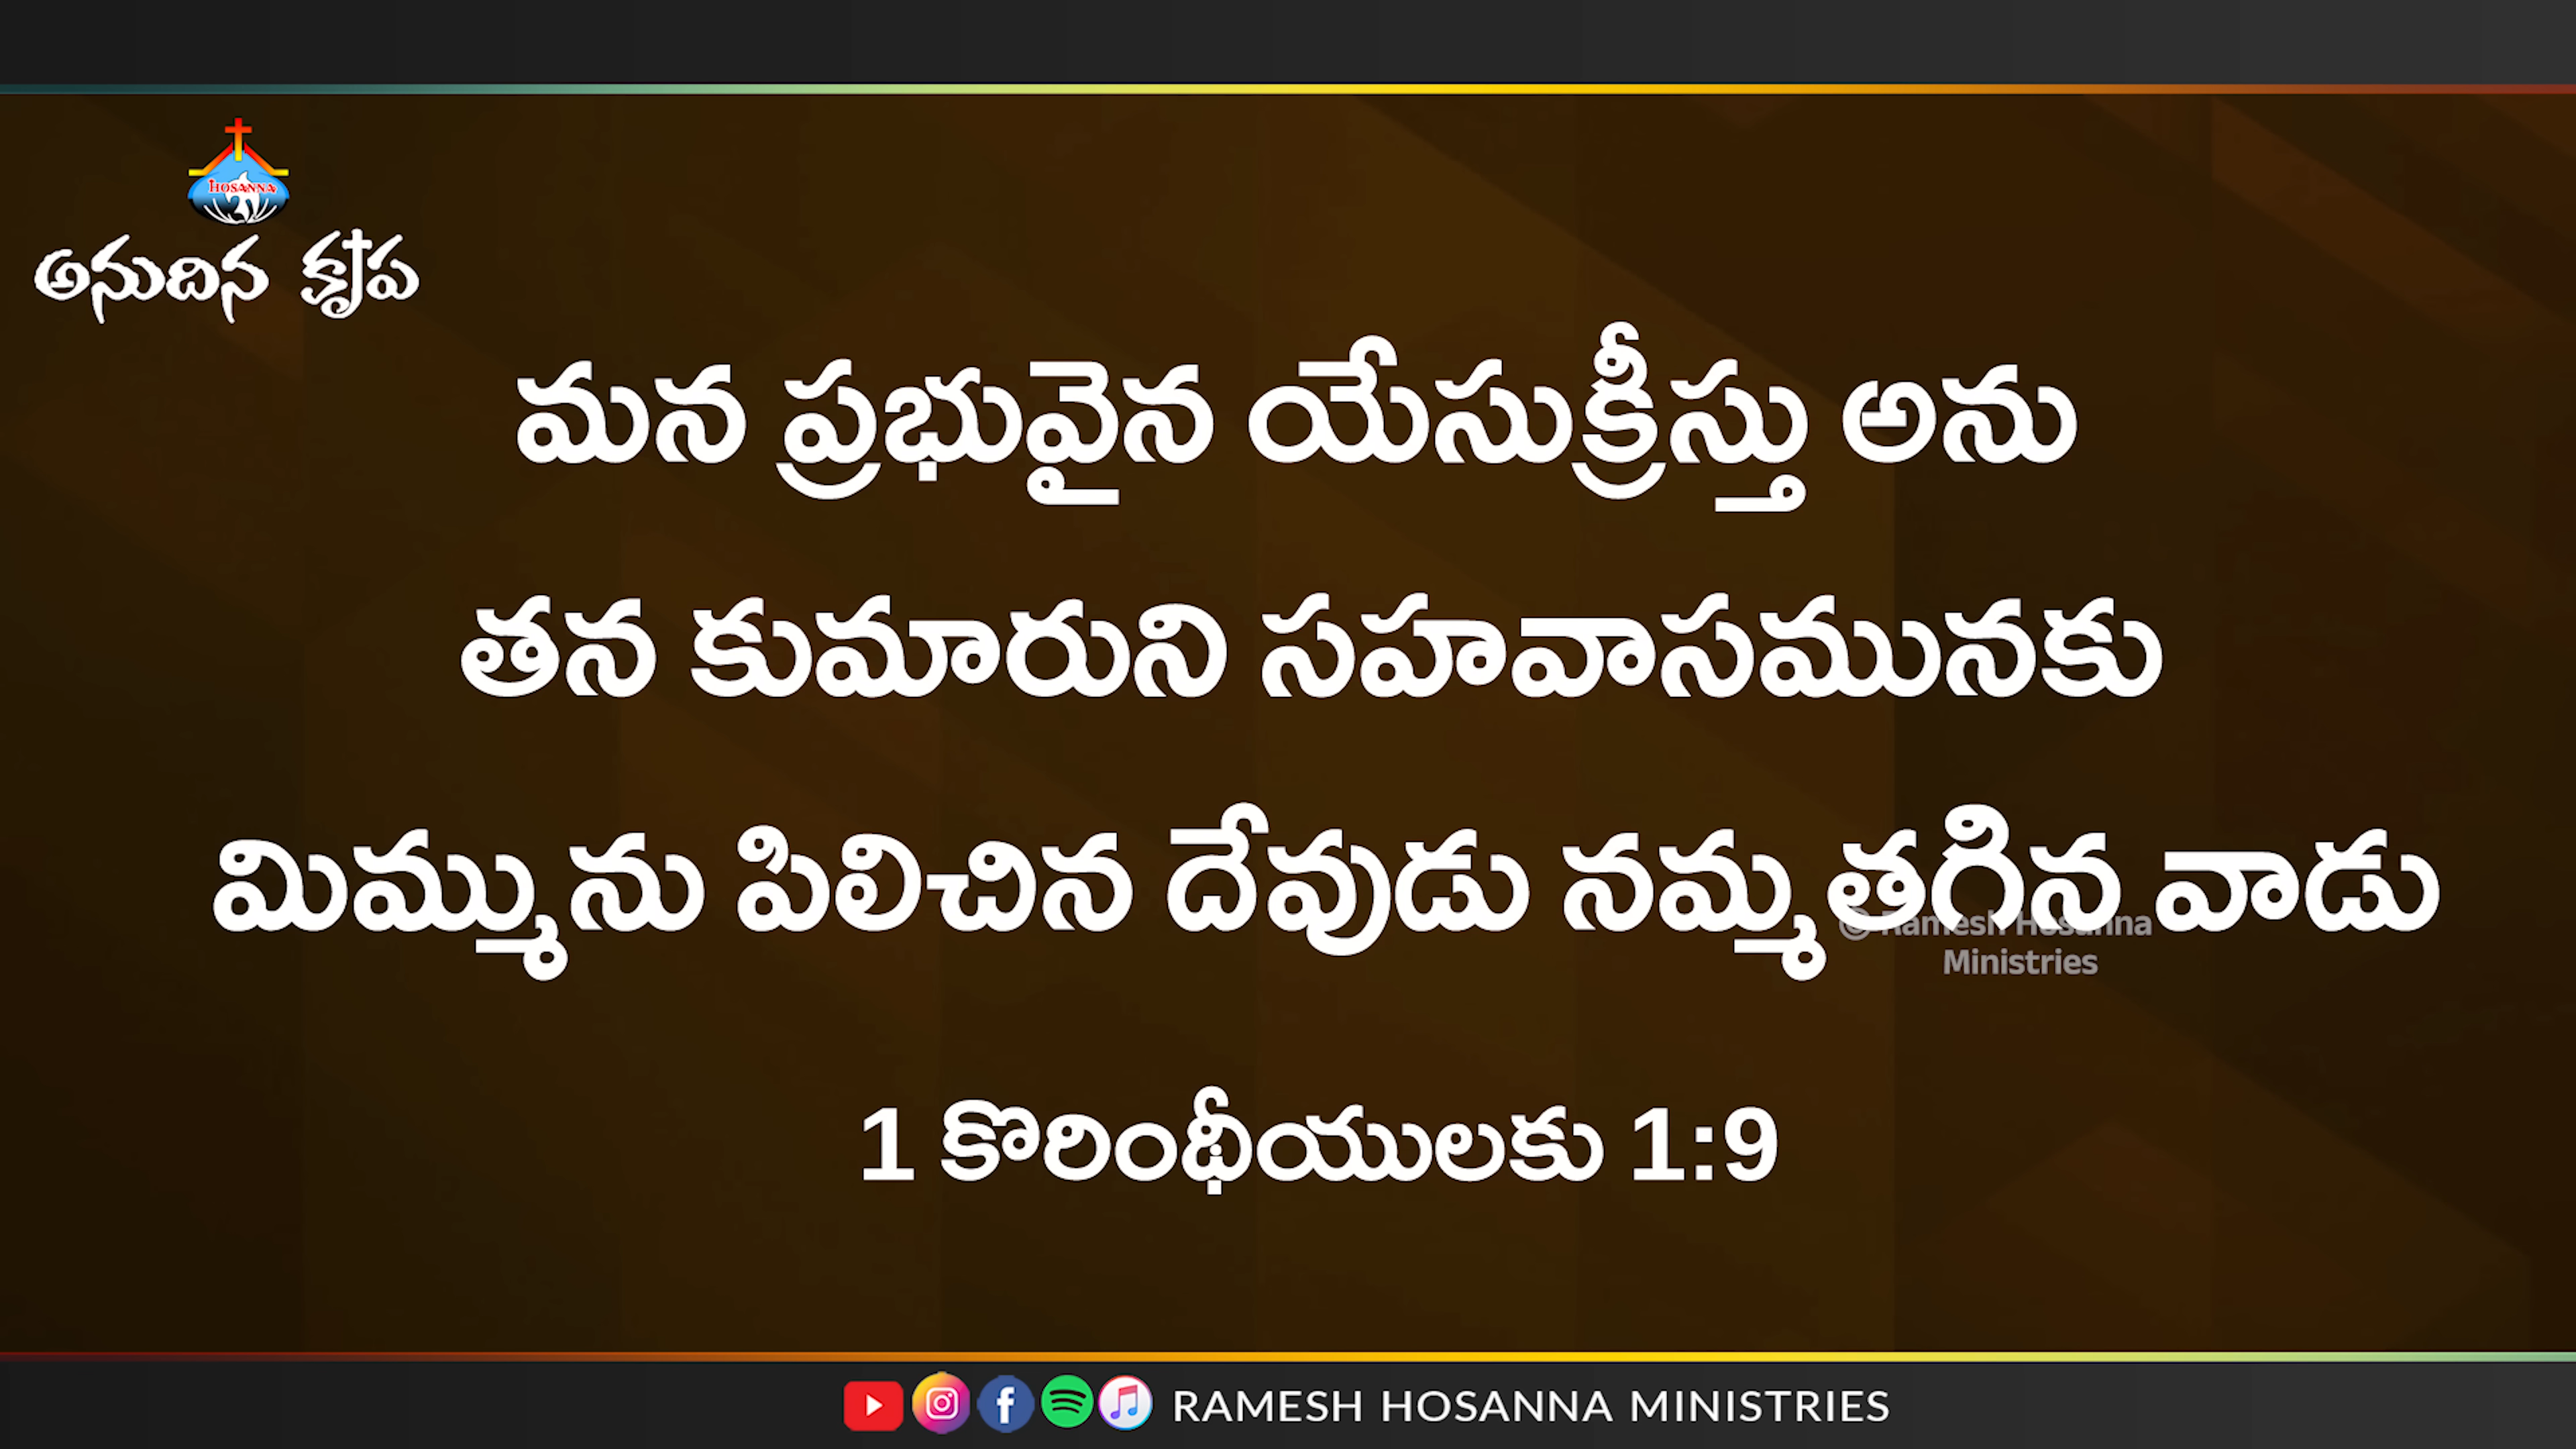 HOSANNA
అనుదిన కృప
మన ప్రభువైన యేసుక్రీస్తు అను
తన కుమారుని సహవాసమునకు
మిమ్మును పిలిచిన దేవుడు నమ్మతగిన వాడు
© Ramesh Hosanna
Ministries
1 కొరింథీయులకు 1:9
RAMESH HOSANNA MINISTRIES